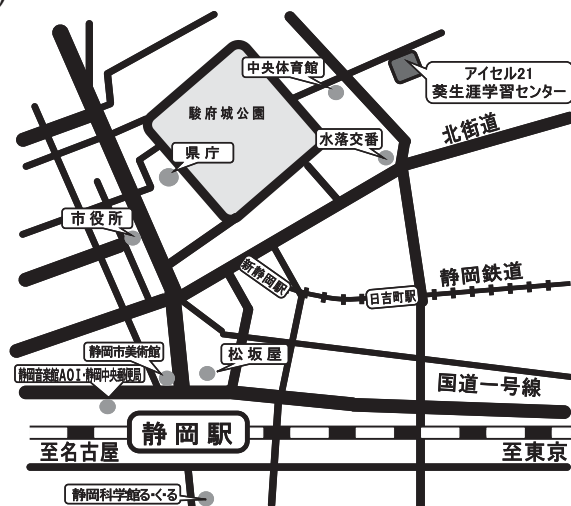 中央体育館
アイセル21
葵生涯学習センター
駿府城公園
水落交番
北街道
県庁
市役所
新静岡駅
静岡鉄道
日吉町駅
静岡市美術館
松坂屋
静岡音楽館AOI・静岡中央郵便局
国道一号線
静岡駅
至名古屋
至東京
静岡科学館る・く・る